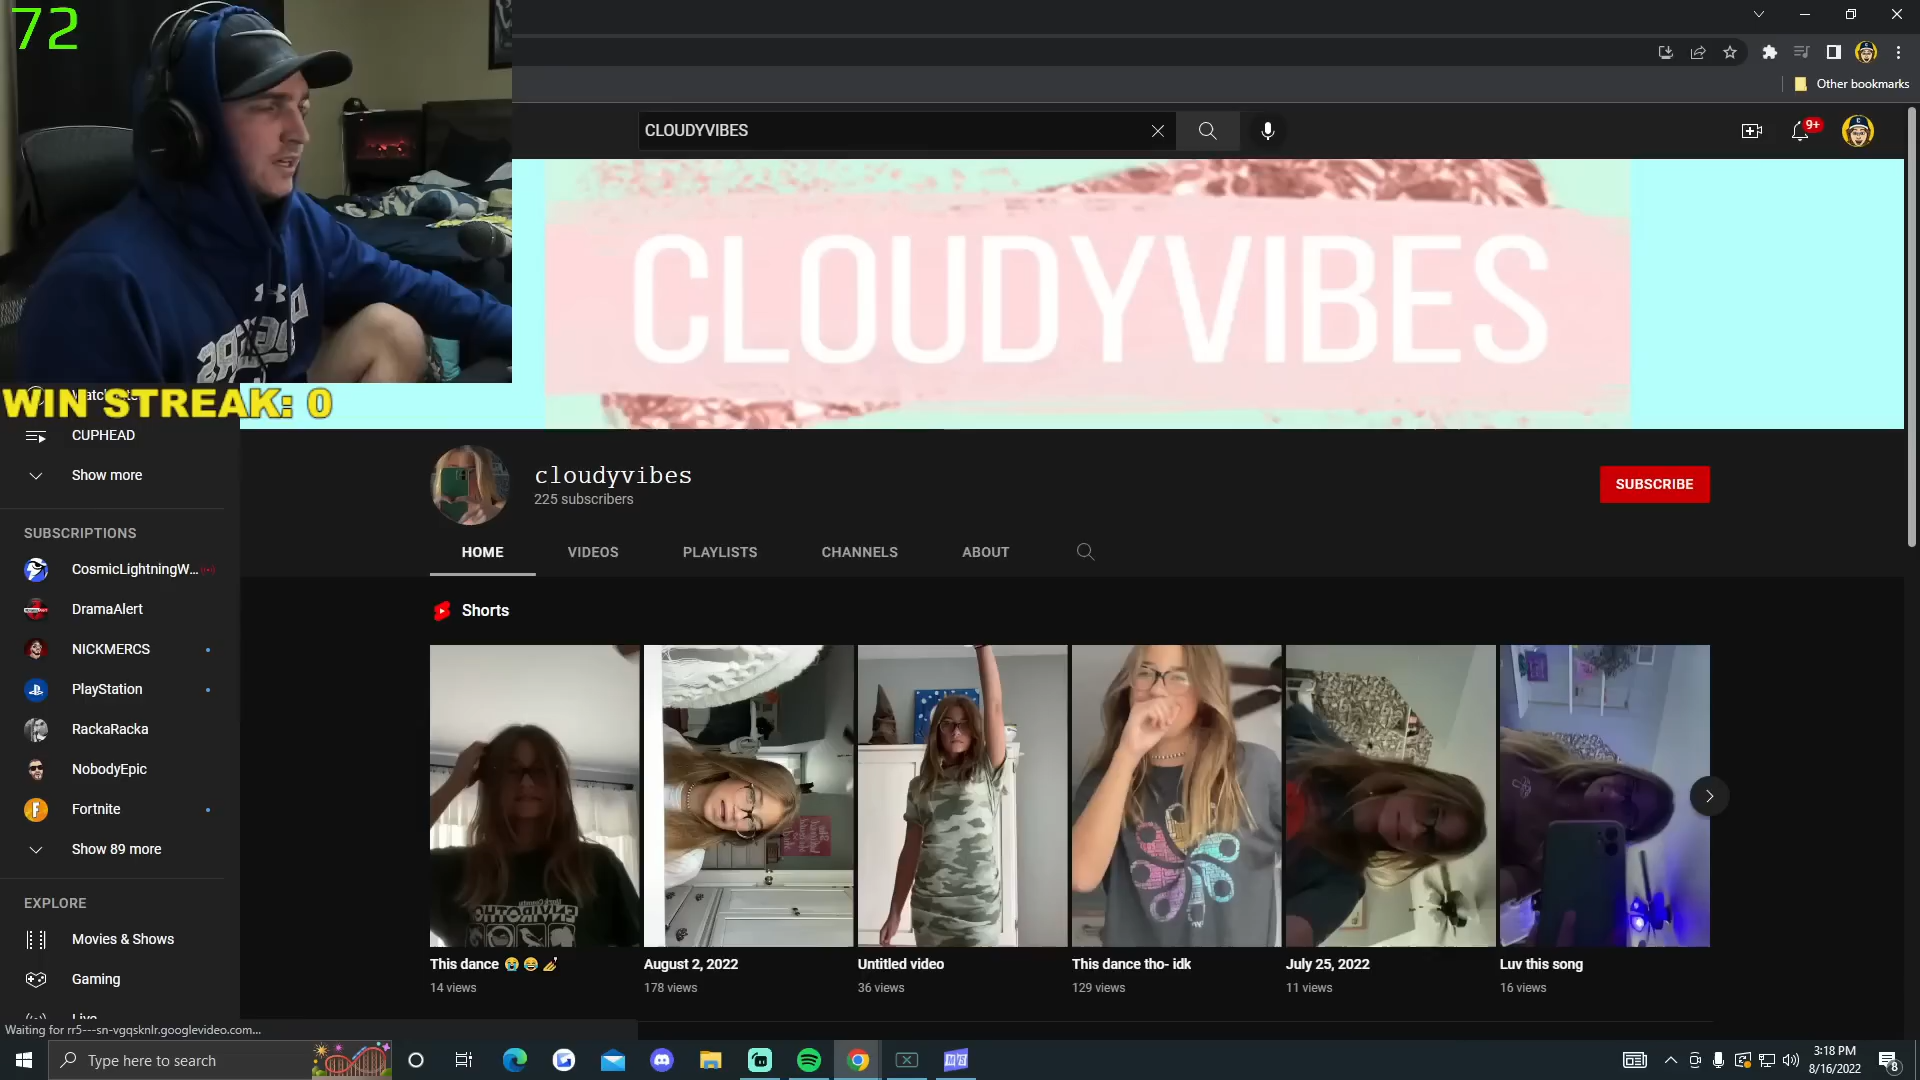 72
Other bookmarks
CLOUDYVIBES
9+
CLOUDYVIBES
WIN STREAK: 0
CUPHEAD
Show more
SUBSCRIPTIONS
CosmicLightningW...
DramaAlert
NICKMERCS
PlayStation
RackaRacka
NobodyEpic
Fortnite
Show 89 more
EXPLORE
Movies & Shows
Gaming
Live
cloudyvibes
225 subscribers
SUBSCRIBE
HOME VIDEOS PLAYLISTS CHANNELS ABOUT
Shorts
This dance 😭 😂 💅
14 views
August 2, 2022
178 views
Untitled video
36 views
This dance tho- idk
129 views
July 25, 2022
11 views
Luv this song
16 views
Waiting for rr5---sn-vgqsknlr.googlevideo.com...
Type here to search
3:18 PM
8/16/2022
8